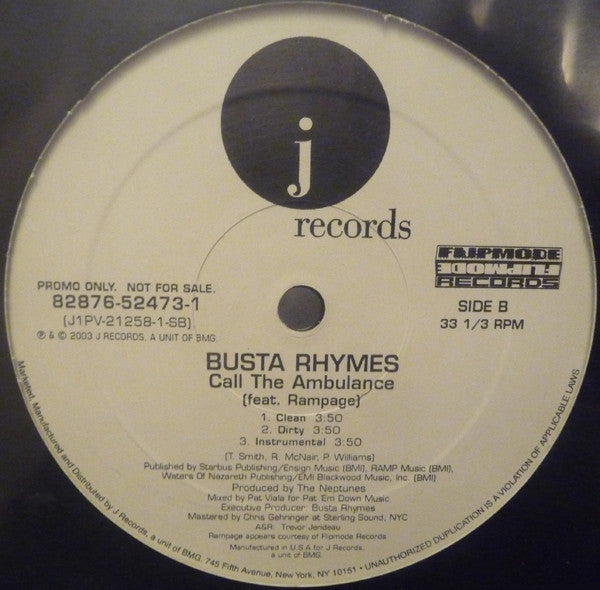 j
records
FLIPMODE
FLIPMODE
RECORDS
PROMO ONLY. NOT FOR SALE.
82876-52473-1
(J1PV-21258-1-SB)
℗ & © 2003 J RECORDS, A UNIT OF BMG.
SIDE B
33 1/3 RPM
BUSTA RHYMES
Call The Ambulance
(feat. Rampage)
1. Clean 3:50
2. Dirty 3:50
3. Instrumental 3:50
(T. Smith, R. McNair, P. Williams)
Published by Starbus Publishing/Ensign Music (BMI), RAMP Music (BMI),
Waters Of Nazareth Publishing/EMI Blackwood Music, Inc. (BMI)
Produced by The Neptunes
Mixed by Pat Viala for Pat Em Down Music
Executive Producer: Busta Rhymes
Mastered by Chris Gehringer at Sterling Sound, NYC
A&R: Trevor Jerideau
Rampage appears courtesy of Flipmode Records
Manufactured in U.S.A for J Records,
a unit of BMG.
Marketed, Manufactured and Distributed by J Records, a unit of BMG. 745 Fifth Avenue, New York, NY 10151 • UNAUTHORIZED DUPLICATION IS A VIOLATION OF APPLICABLE LAWS